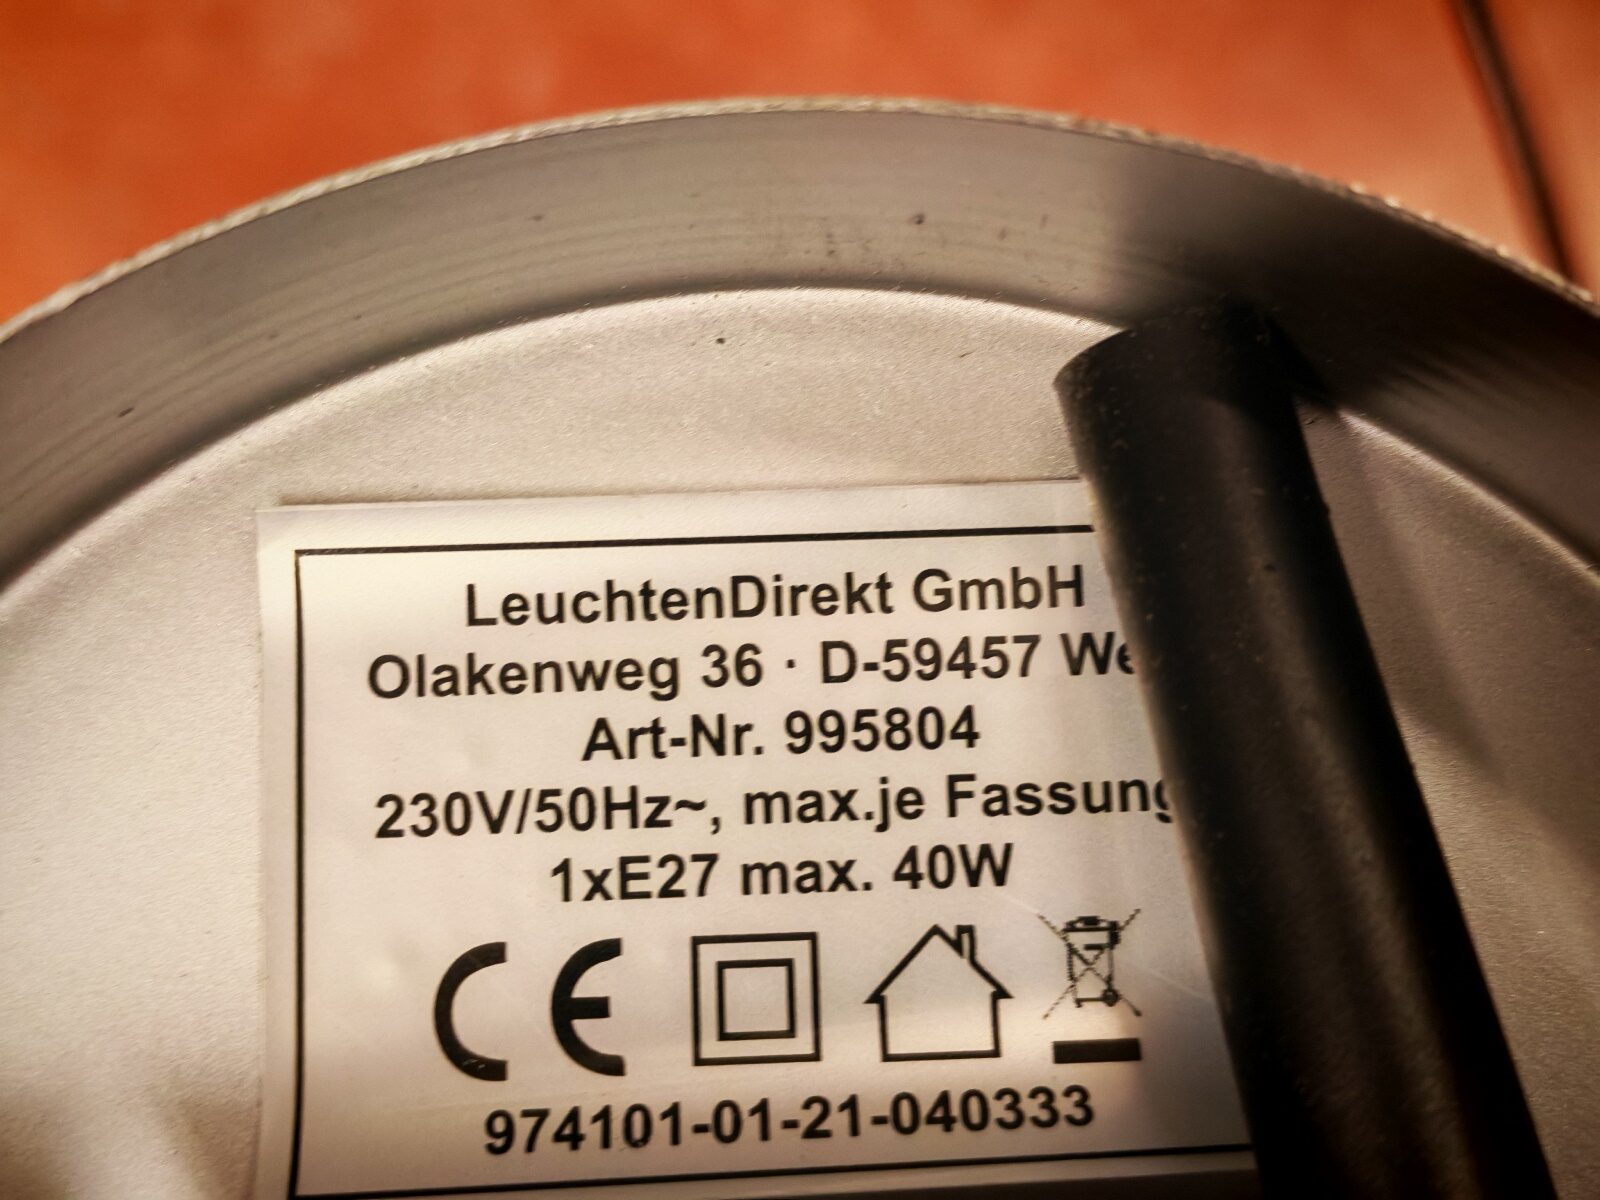 LeuchtenDirekt GmbH
Olakenweg 36 · D-59457
Art-Nr. 995804
230V/50Hz~, max.je Fassung
1xE27 max. 40W
CE
974101-01-21-040333